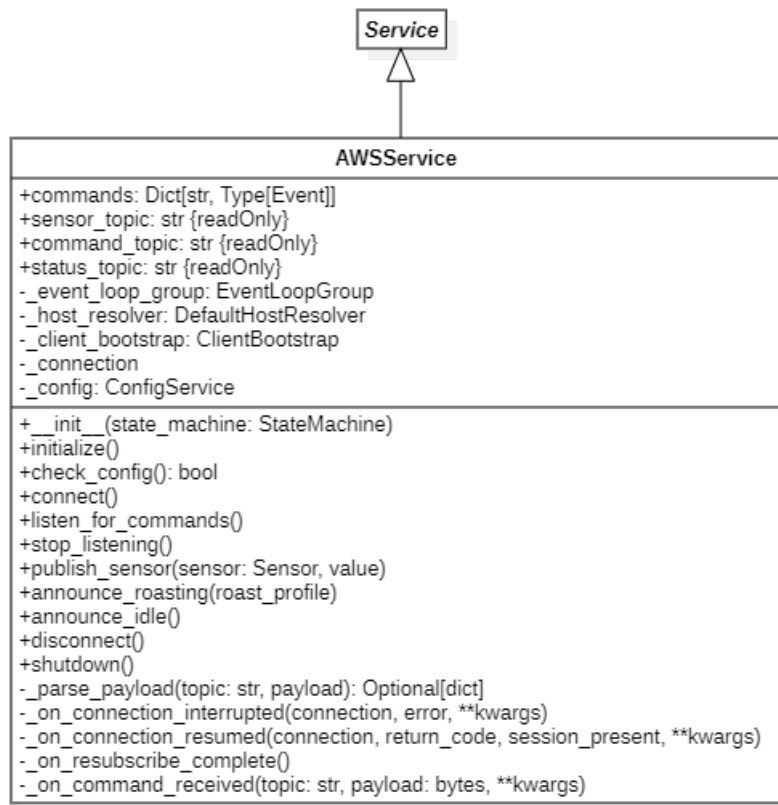 Service
AWSService
+commands: Dict[str, Type[Event]]
+sensor_topic: str {readOnly}
+command_topic: str {readOnly}
+status_topic: str {readOnly}
-_event_loop_group: EventLoopGroup
-_host_resolver: DefaultHostResolver
-_client_bootstrap: ClientBootstrap
-_connection
-_config: ConfigService
+__init__(state_machine: StateMachine)
+initialize()
+check_config(): bool
+connect()
+listen_for_commands()
+stop_listening()
+publish_sensor(sensor: Sensor, value)
+announce_roasting(roast_profile)
+announce_idle()
+disconnect()
+shutdown()
-_parse_payload(topic: str, payload): Optional[dict]
-_on_connection_interrupted(connection, error, **kwargs)
-_on_connection_resumed(connection, return_code, session_present, **kwargs)
-_on_resubscribe_complete()
-_on_command_received(topic: str, payload: bytes, **kwargs)